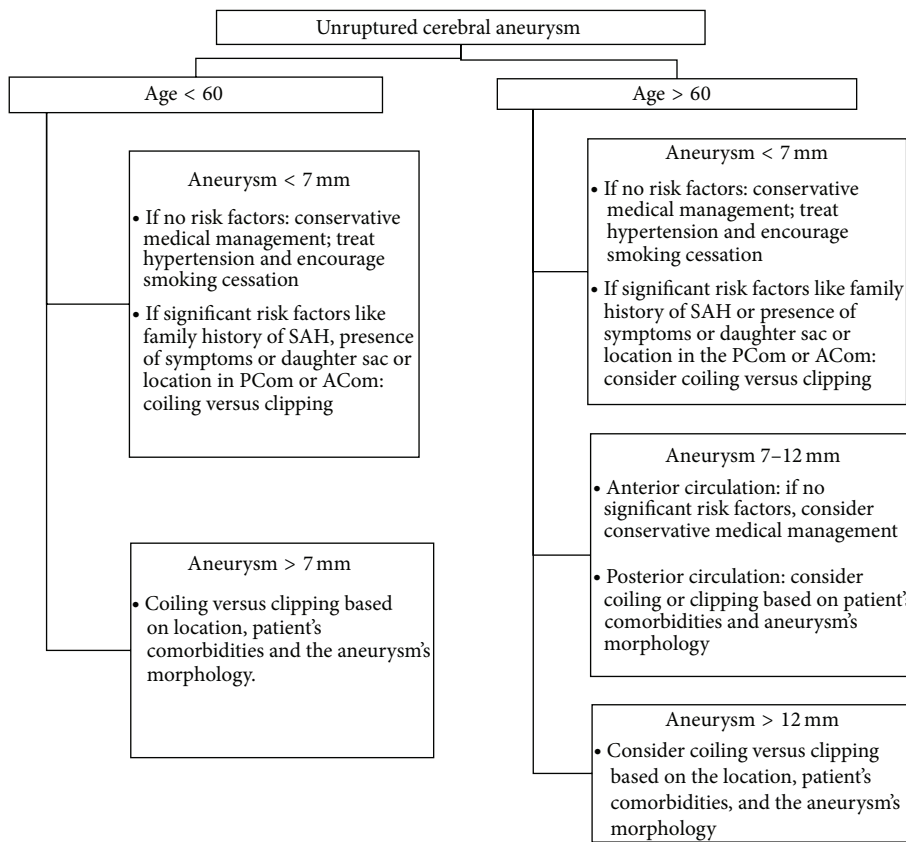 Unruptured cerebral aneurysm
Age < 60
Aneurysm < 7 mm
• If no risk factors: conservative
medical management; treat
hypertension and encourage
smoking cessation
• If significant risk factors like
family history of SAH, presence
of symptoms or daughter sac or
location in PCom or ACom:
coiling versus clipping
Aneurysm > 7 mm
• Coiling versus clipping based
on location, patient's
comorbidities and the aneurysm's
morphology.
Age > 60
Aneurysm < 7 mm
• If no risk factors: conservative
medical management; treat
hypertension and encourage
smoking cessation
• If significant risk factors like family
history of SAH or presence of
symptoms or daughter sac or
location in the PCom or ACom:
consider coiling versus clipping
Aneurysm 7–12 mm
• Anterior circulation: if no
significant risk factors, consider
conservative medical management
• Posterior circulation: consider
coiling or clipping based on patient's
comorbidities and aneurysm's
morphology
Aneurysm > 12 mm
• Consider coiling versus clipping
based on the location, patient's
comorbidities, and the aneurysm's
morphology